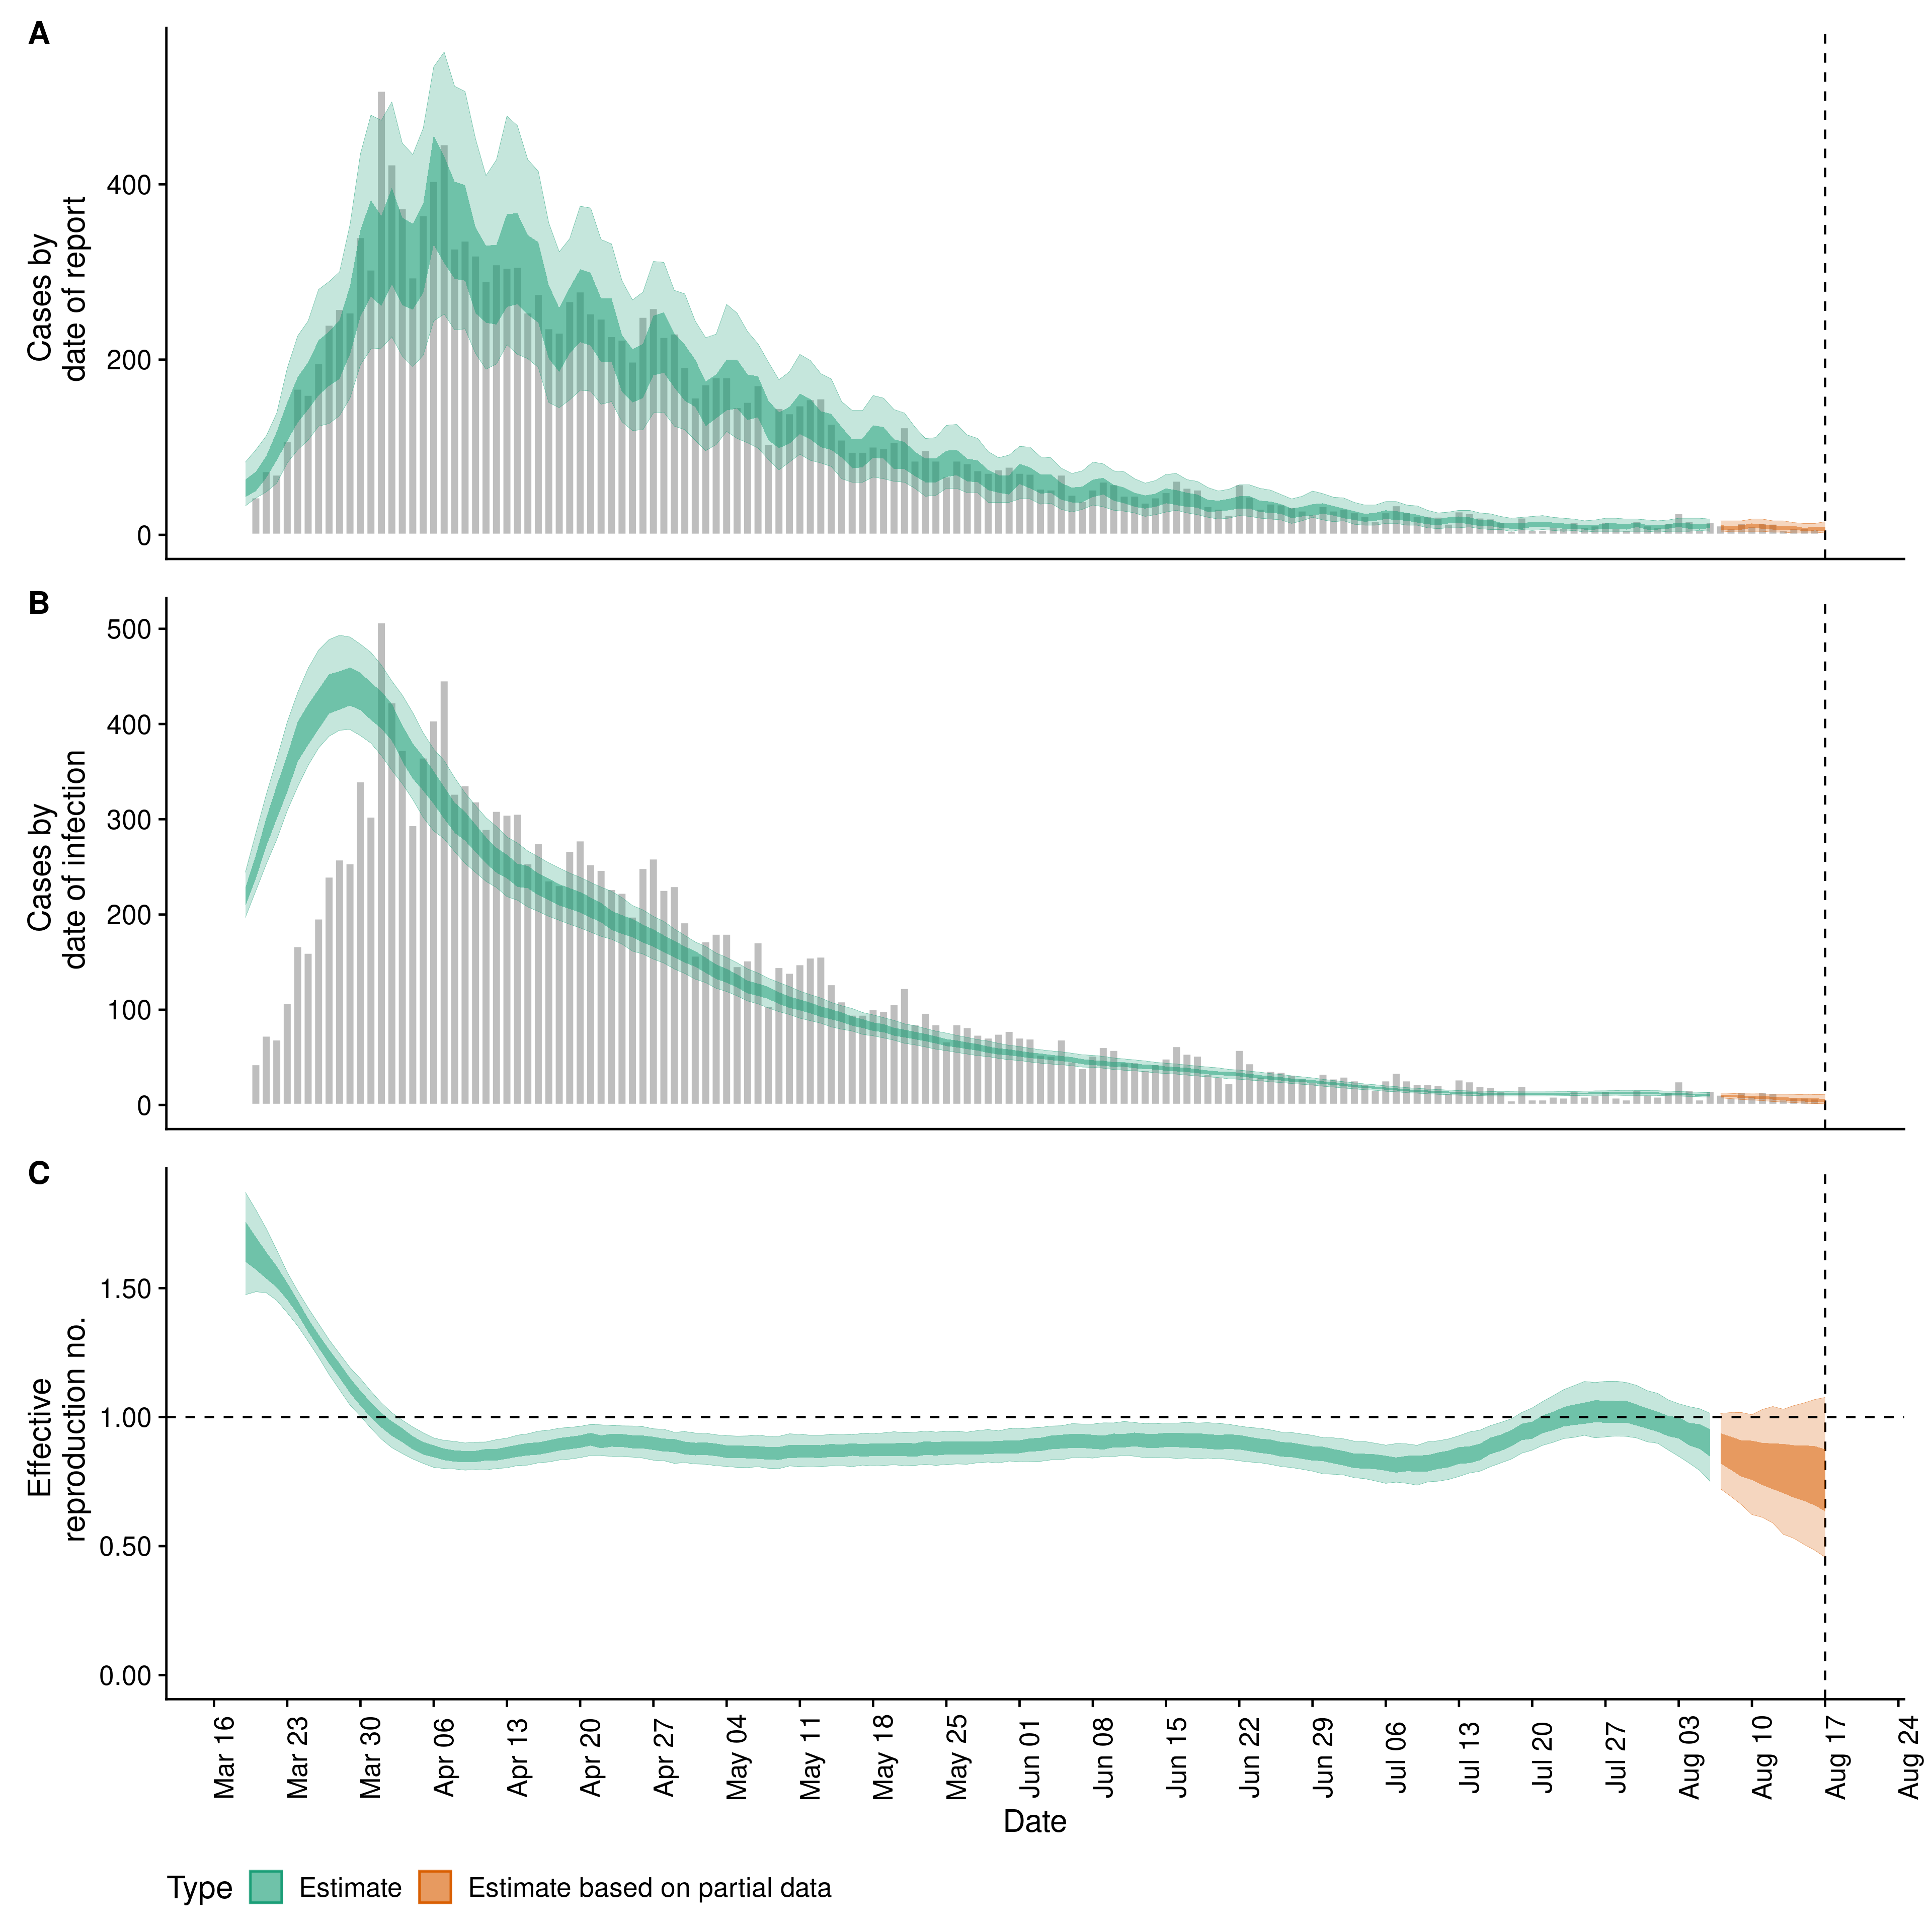 A
Cases by
date of report
400
200
0
B
Cases by
date of infection
500
400
300
200
100
0
C
Effective
reproduction no.
1.50
1.00
0.50
0.00
Mar 16
Mar 23
Mar 30
Apr 06
Apr 13
Apr 20
Apr 27
May 04
May 11
May 18
May 25
Jun 01
Jun 08
Jun 15
Jun 22
Jun 29
Jul 06
Jul 13
Jul 20
Jul 27
Aug 03
Aug 10
Aug 17
Aug 24
Date
Type Estimate Estimate based on partial data